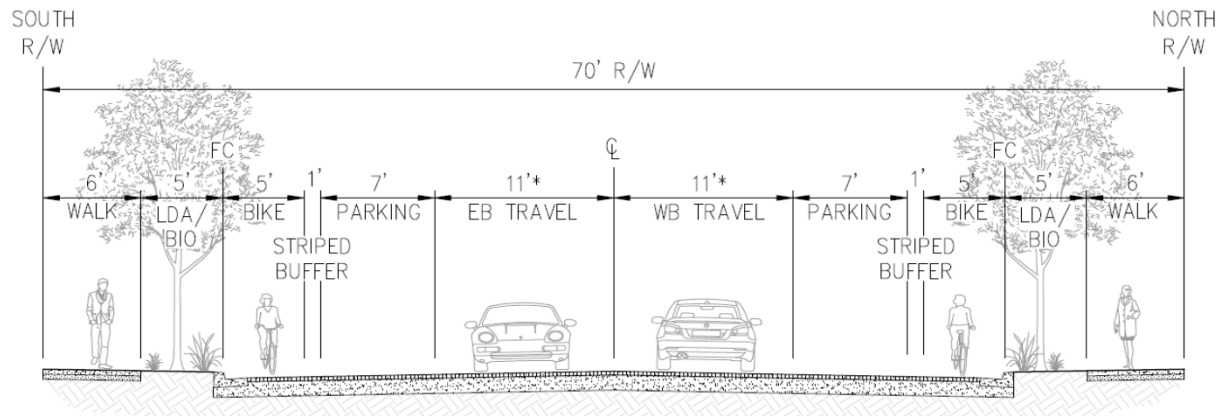 SOUTH
R/W
NORTH
R/W
70' R/W
FC
℄
FC
6'
5'
5'
1'
7'
11'*
11'*
7'
1'
5'
5'
6'
WALK
LDA/
BIO
BIKE
STRIPED
BUFFER
PARKING
EB TRAVEL
WB TRAVEL
PARKING
STRIPED
BUFFER
BIKE
LDA/
BIO
WALK